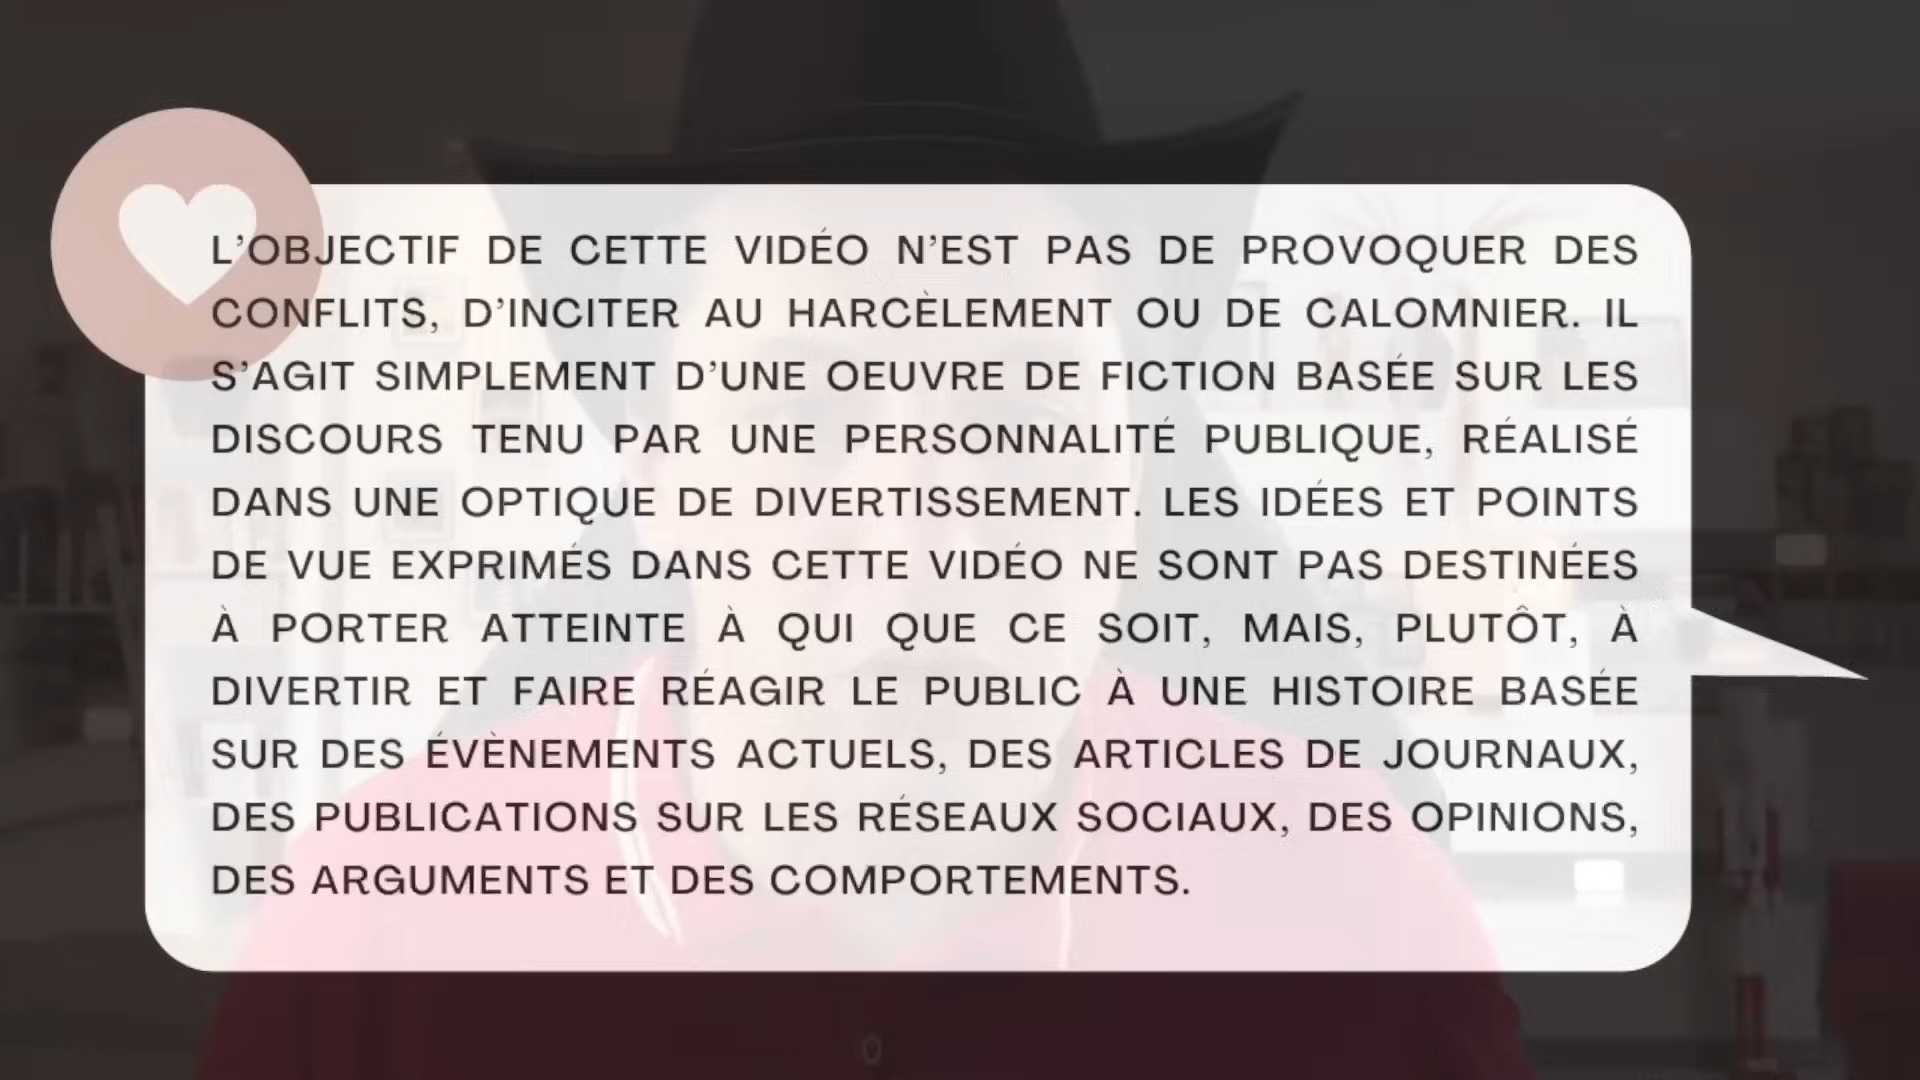 L’OBJECTIF DE CETTE VIDÉO N’EST PAS DE PROVOQUER DES
CONFLITS, D’INCITER AU HARCÈLEMENT OU DE CALOMNIER. IL
S’AGIT SIMPLEMENT D’UNE OEUVRE DE FICTION BASÉE SUR LES
DISCOURS TENU PAR UNE PERSONNALITÉ PUBLIQUE, RÉALISÉ
DANS UNE OPTIQUE DE DIVERTISSEMENT. LES IDÉES ET POINTS
DE VUE EXPRIMÉS DANS CETTE VIDÉO NE SONT PAS DESTINÉES
À PORTER ATTEINTE À QUI QUE CE SOIT, MAIS, PLUTÔT, À
DIVERTIR ET FAIRE RÉAGIR LE PUBLIC À UNE HISTOIRE BASÉE
SUR DES ÉVÈNEMENTS ACTUELS, DES ARTICLES DE JOURNAUX,
DES PUBLICATIONS SUR LES RÉSEAUX SOCIAUX, DES OPINIONS,
DES ARGUMENTS ET DES COMPORTEMENTS.